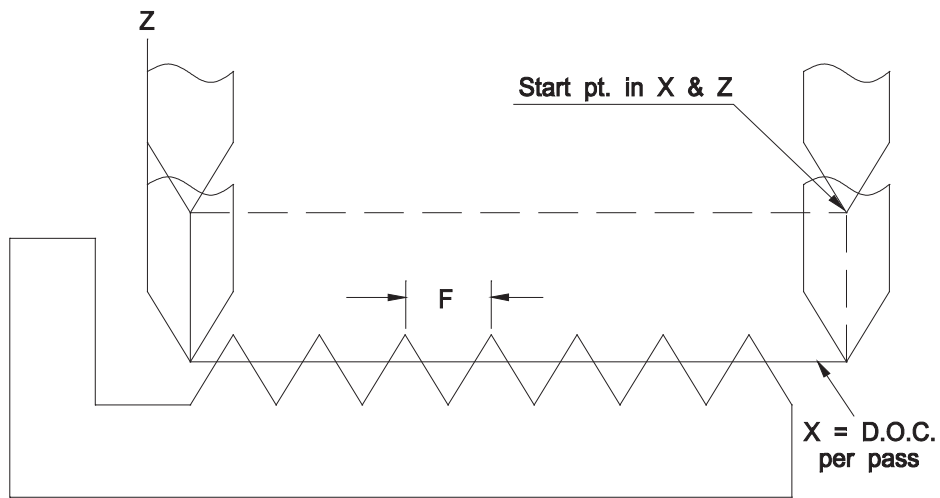 Z
Start pt. in X & Z
F
X = D.O.C.
per pass